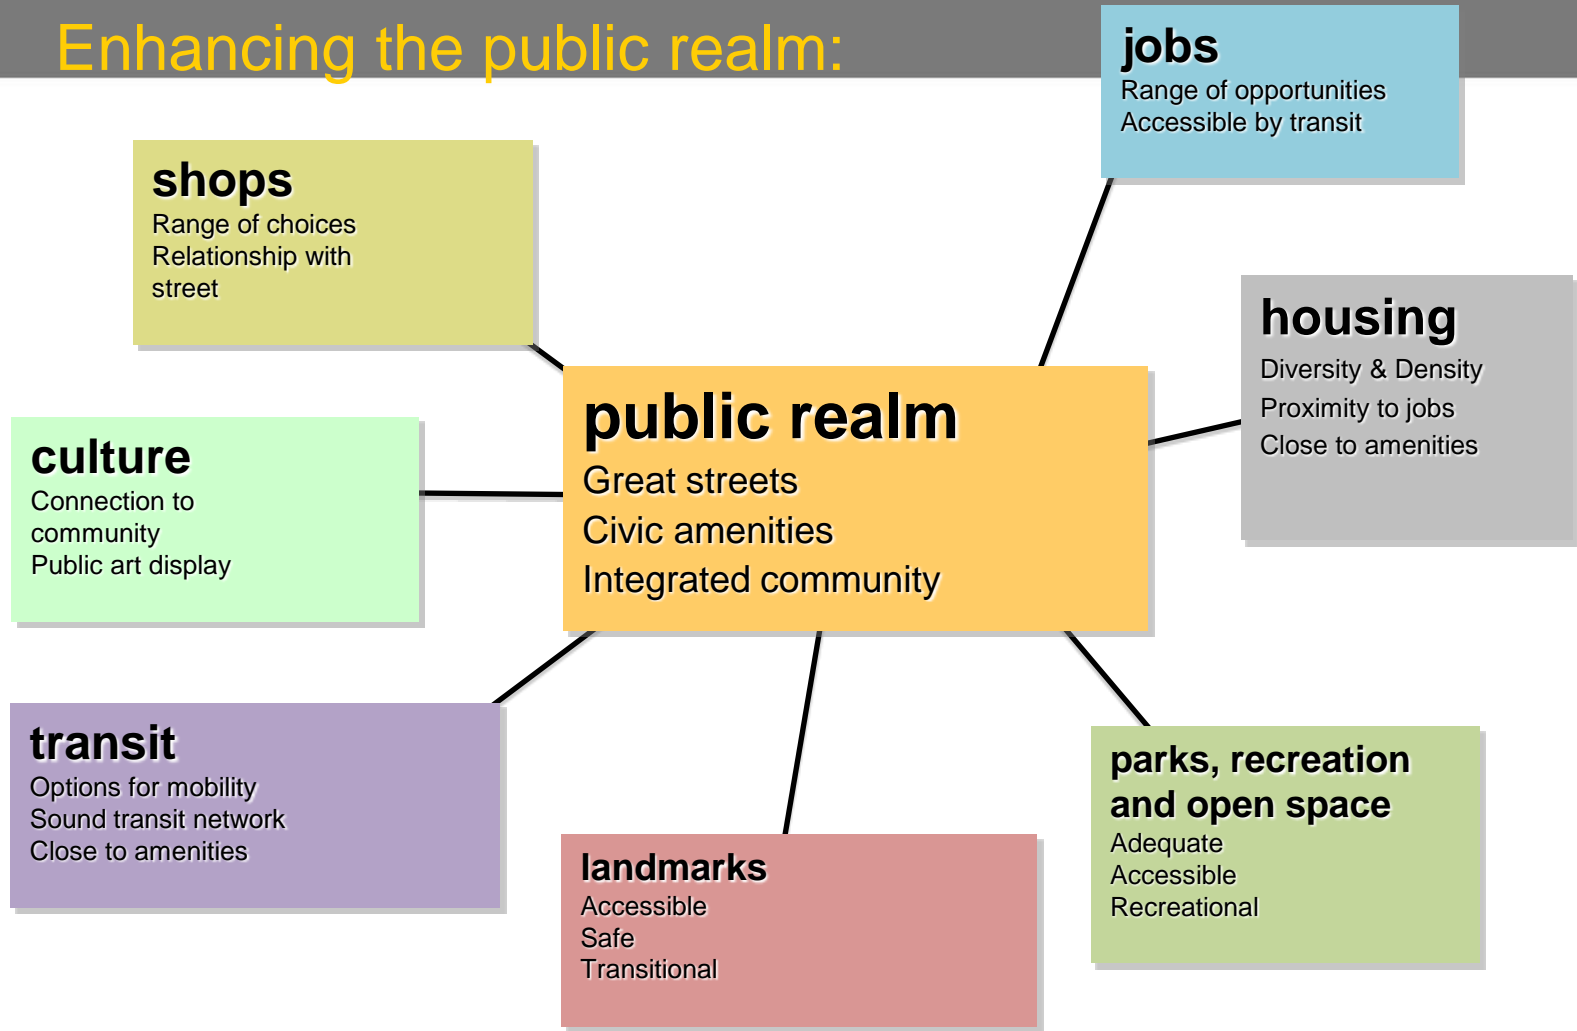 Enhancing the public realm:
jobs
Range of opportunities
Accessible by transit
shops
Range of choices
Relationship with
street
housing
Diversity & Density
Proximity to jobs
Close to amenities
public realm
Great streets
Civic amenities
Integrated community
culture
Connection to
community
Public art display
transit
Options for mobility
Sound transit network
Close to amenities
landmarks
Accessible
Safe
Transitional
parks, recreation
and open space
Adequate
Accessible
Recreational